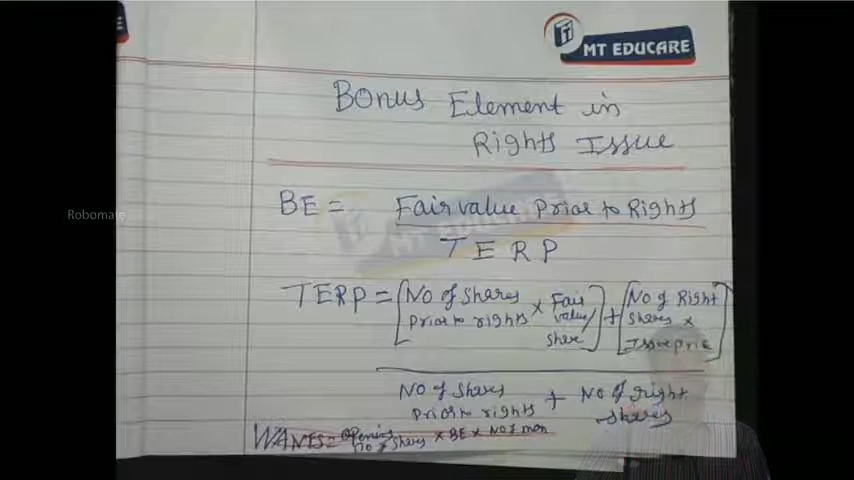 MT EDUCARE
Bonus Element in
Rights Issue
Robomate
BE = Fair value Prior to Rights
TERP
TERP = [No of shares prior to rights × Fair value/share] + [No of Right shares × Issue price]
No of shares prior to rights + No of right shares
WANES = opening no of shares × BE × No of mon